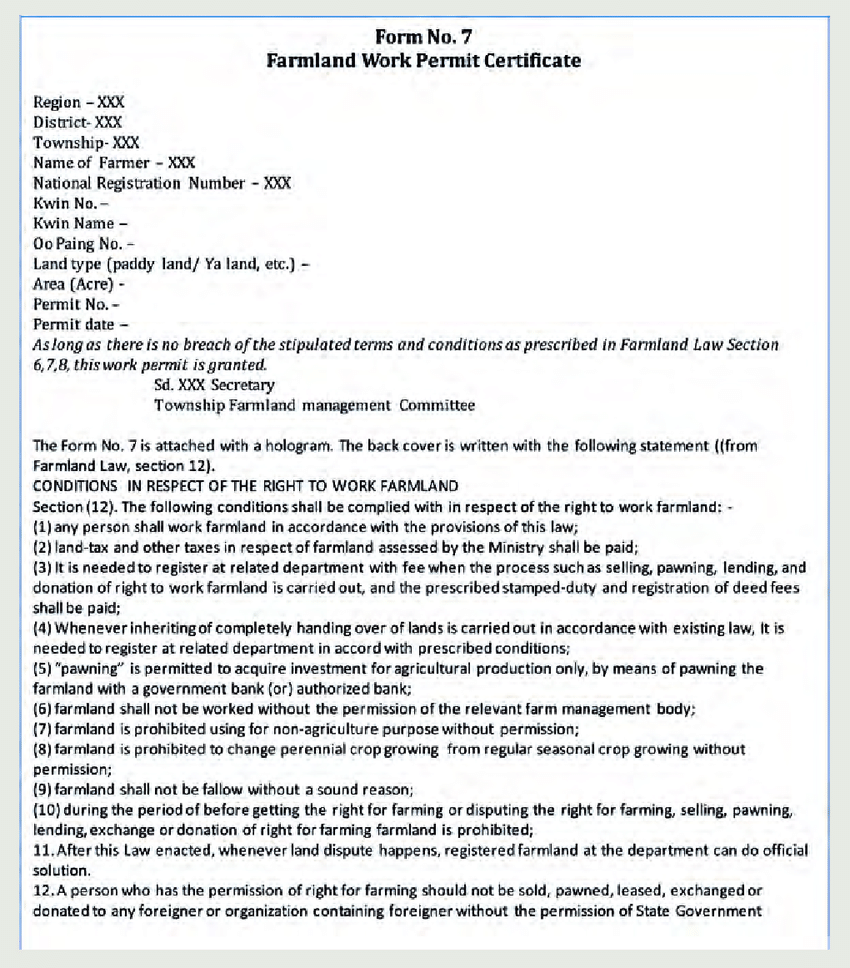 Form No. 7
Farmland Work Permit Certificate
Region – XXX
District- XXX
Township- XXX
Name of Farmer – XXX
National Registration Number – XXX
Kwin No. –
Kwin Name –
Oo Paing No. –
Land type (paddy land/ Ya land, etc.) –
Area (Acre) -
Permit No. –
Permit date –
As long as there is no breach of the stipulated terms and conditions as prescribed in Farmland Law Section
6,7,8, this work permit is granted.
Sd. XXX Secretary
Township Farmland management Committee
The Form No. 7 is attached with a hologram. The back cover is written with the following statement ((from
Farmland Law, section 12).
CONDITIONS IN RESPECT OF THE RIGHT TO WORK FARMLAND
Section (12). The following conditions shall be complied with in respect of the right to work farmland: -
(1) any person shall work farmland in accordance with the provisions of this law;
(2) land-tax and other taxes in respect of farmland assessed by the Ministry shall be paid;
(3) It is needed to register at related department with fee when the process such as selling, pawning, lending, and
donation of right to work farmland is carried out, and the prescribed stamped-duty and registration of deed fees
shall be paid;
(4) Whenever inheriting of completely handing over of lands is carried out in accordance with existing law, It is
needed to register at related department in accord with prescribed conditions;
(5) "pawning" is permitted to acquire investment for agricultural production only, by means of pawning the
farmland with a government bank (or) authorized bank;
(6) farmland shall not be worked without the permission of the relevant farm management body;
(7) farmland is prohibited using for non-agriculture purpose without permission;
(8) farmland is prohibited to change perennial crop growing from regular seasonal crop growing without
permission;
(9) farmland shall not be fallow without a sound reason;
(10) during the period of before getting the right for farming or disputing the right for farming, selling, pawning,
lending, exchange or donation of right for farming farmland is prohibited;
11. After this Law enacted, whenever land dispute happens, registered farmland at the department can do official
solution.
12. A person who has the permission of right for farming should not be sold, pawned, leased, exchanged or
donated to any foreigner or organization containing foreigner without the permission of State Government